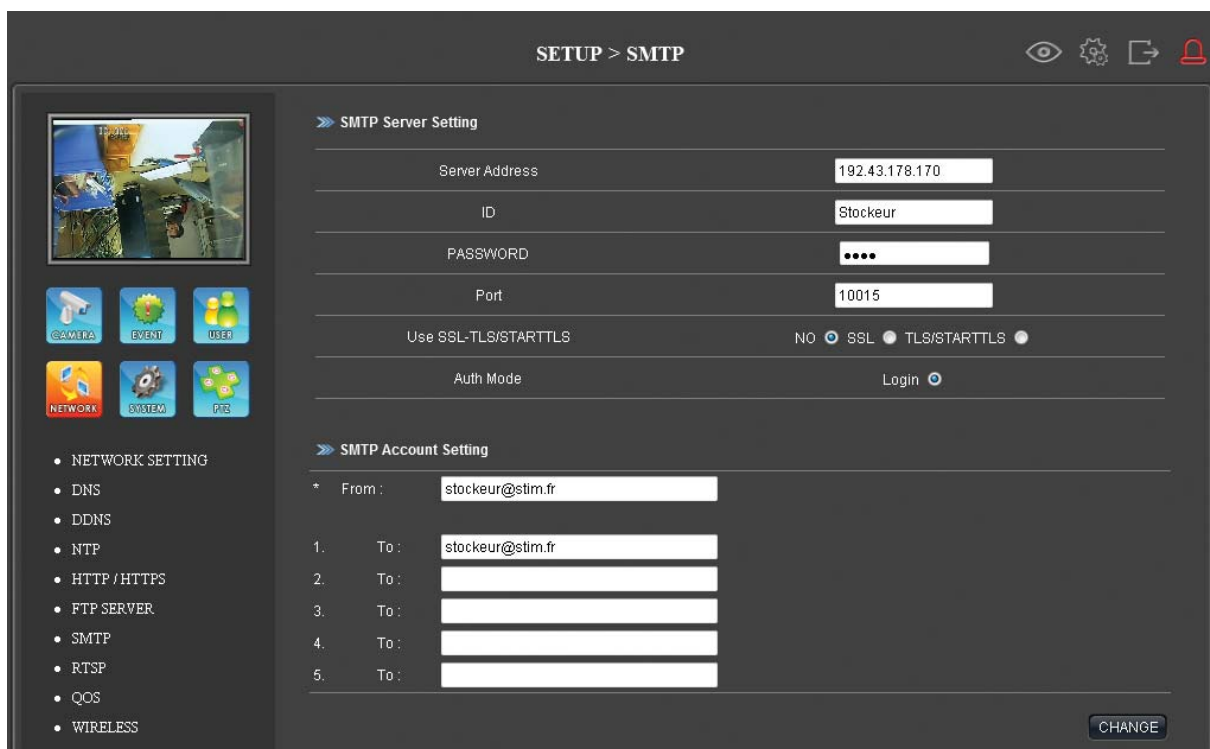 SETUP > SMTP
SMTP Server Setting
Server Address 192.43.178.170
ID Stockeur
PASSWORD ••••
Port 10015
Use SSL-TLS/STARTTLS NO SSL TLS/STARTTLS
Auth Mode Login
CAMERA EVENT USER
NETWORK SYSTEM PTZ
• NETWORK SETTING
• DNS
• DDNS
• NTP
• HTTP / HTTPS
• FTP SERVER
• SMTP
• RTSP
• QOS
• WIRELESS
SMTP Account Setting
* From : stockeur@stim.fr
1. To : stockeur@stim.fr
2. To :
3. To :
4. To :
5. To :
CHANGE